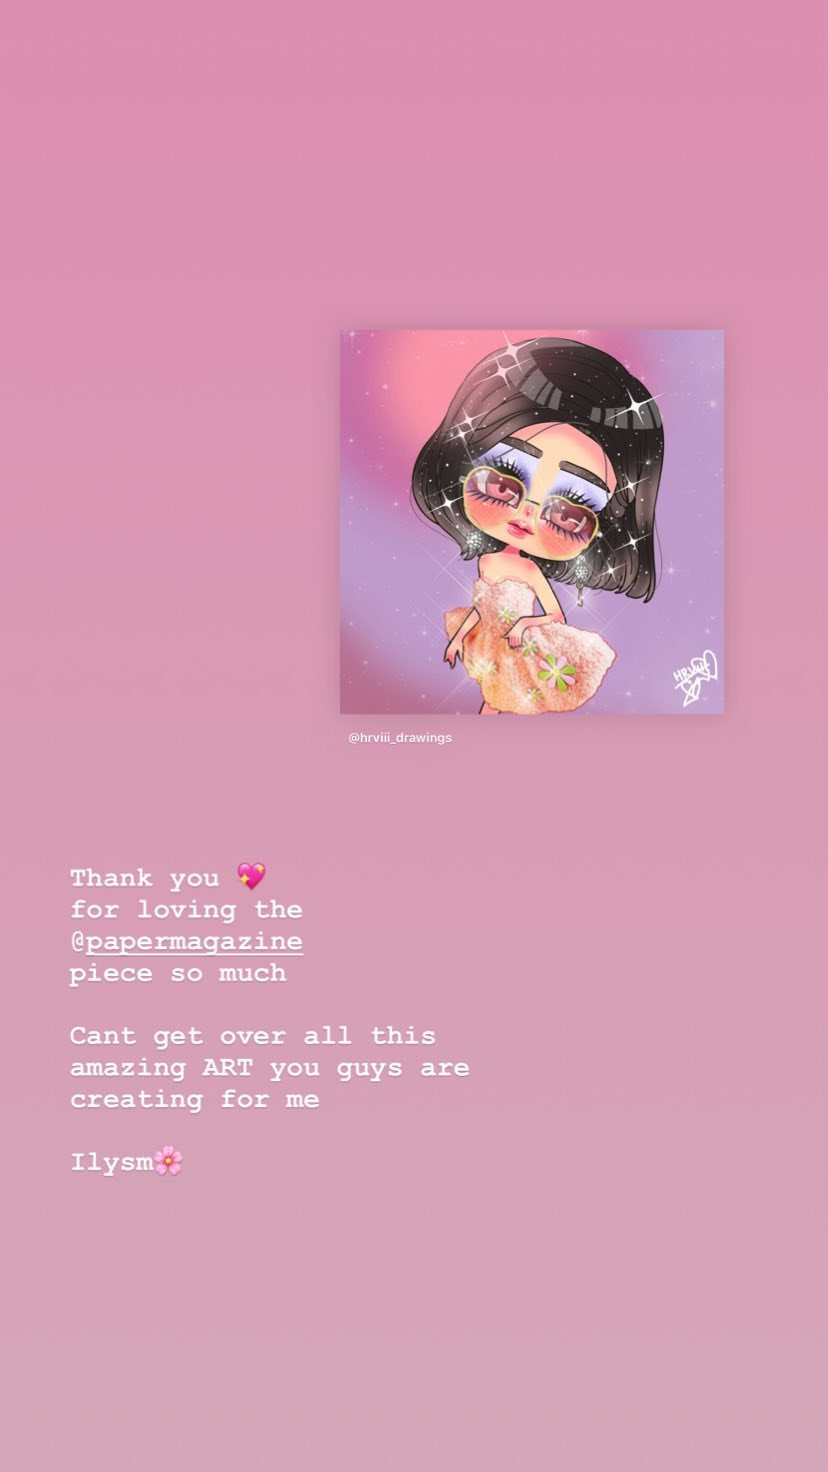 HRVIII
@hrviii_drawings
Thank you 💖
for loving the
@papermagazine
piece so much
Cant get over all this
amazing ART you guys are
creating for me
Ilysm🌸